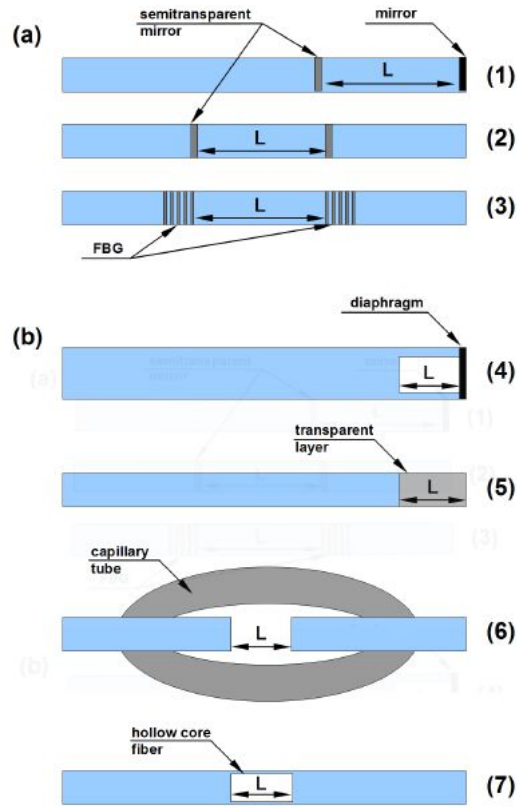 (a)
semitransparent
mirror
mirror
L
(1)
L
(2)
L
(3)
FBG
(b)
diaphragm
L
(4)
transparent
layer
L
(5)
capillary
tube
L
(6)
hollow core
fiber
L
(7)